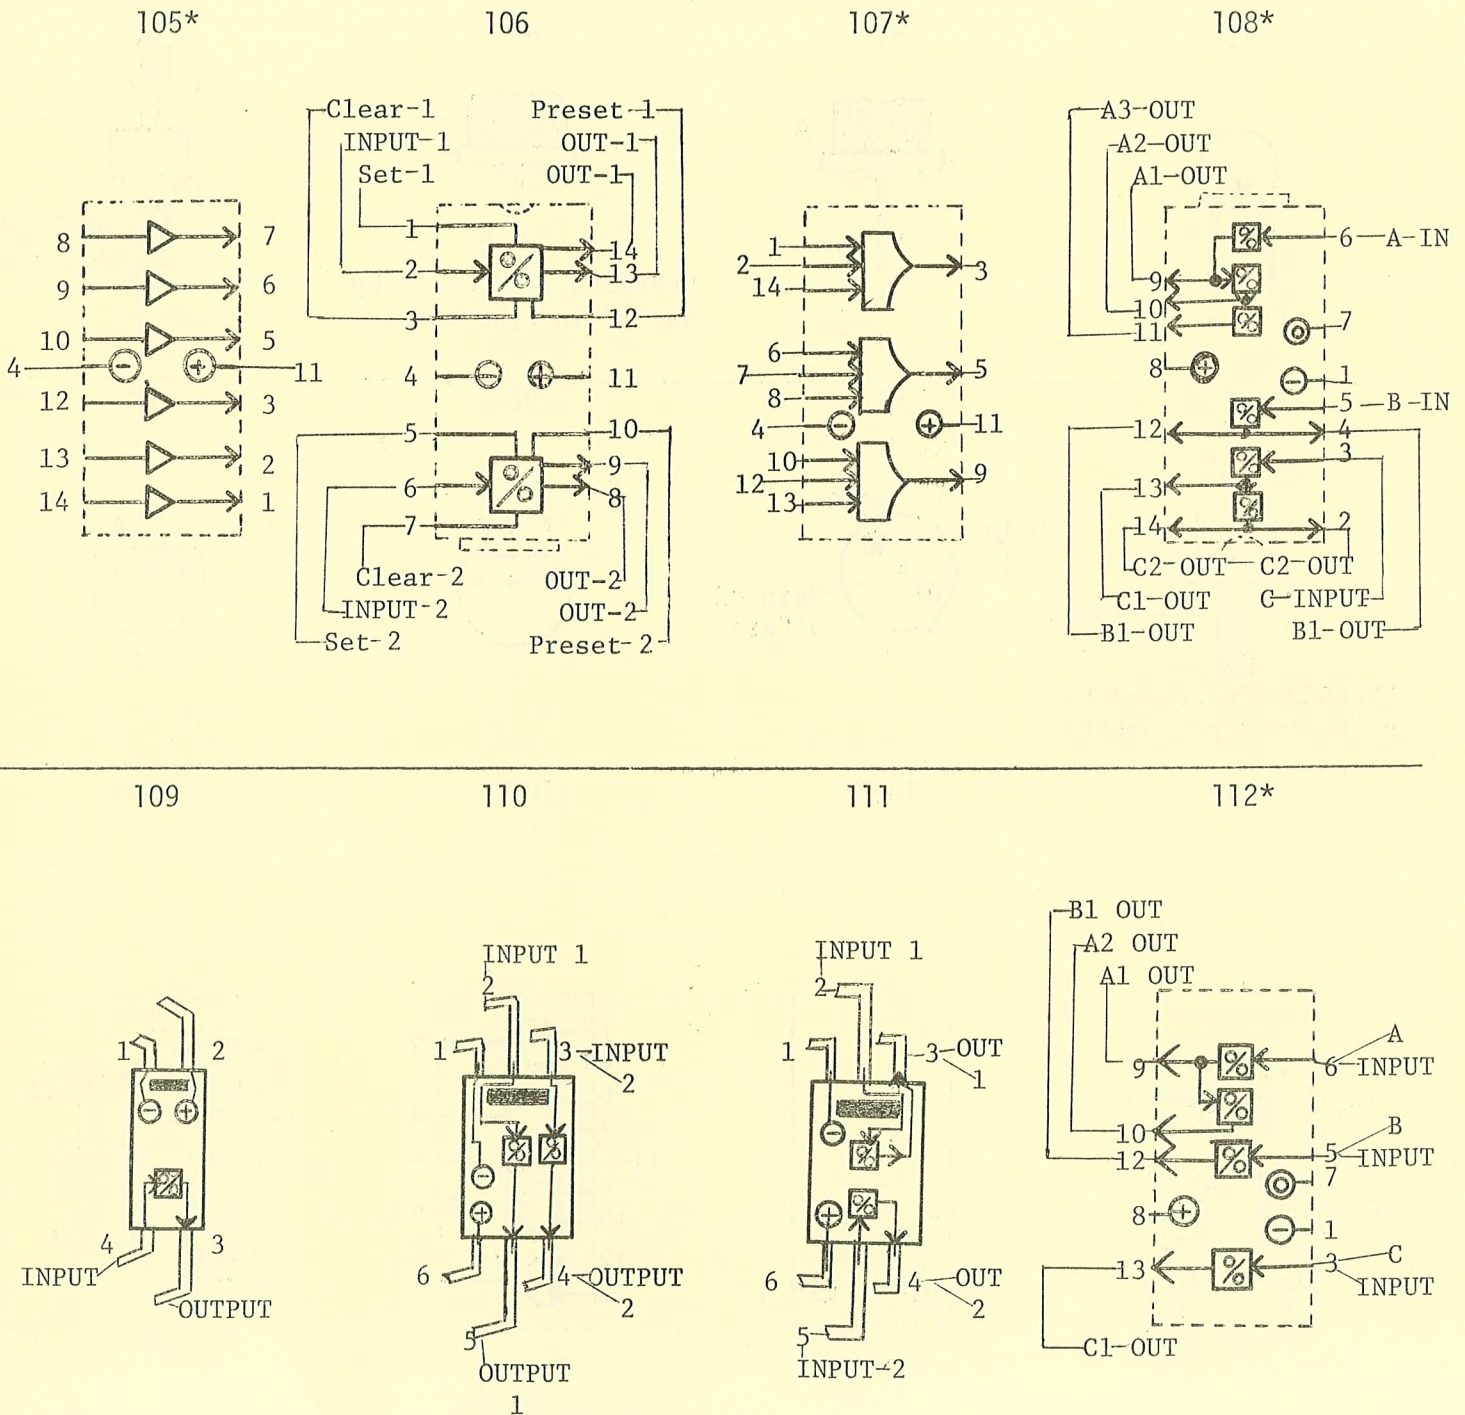 105* 106 107* 108*
Clear-1 Preset-1 A3-OUT
INPUT-1 OUT-1 A2-OUT
Set-1 OUT-1 A1-OUT
8 7
9 6
10 5
4 - + 11
12 3
13 2
14 1
1 14
2 13
3 12
4 - + 11
5 10
6 9
7 8
Clear-2 OUT-2
INPUT-2 OUT-2
Set-2 Preset-2
1
2 3
14
6
7 5
8
4 - + 11
10
12 9
13
6 A-IN
9
10
11 7
8 + - 1
5 B-IN
12 4
13 3
14 2
C2-OUT C2-OUT
C1-OUT C-INPUT
B1-OUT B1-OUT
109 110 111 112*
1 2
- +
4 3
INPUT
OUTPUT
INPUT 1
2
1 3 INPUT
2
-
+
6 4 OUTPUT
2
5
OUTPUT
1
INPUT 1
2
1 3 OUT
1
-
+
6 4 OUT
2
5
INPUT-2
B1 OUT
A2 OUT
A1 OUT
A
9 6 INPUT
10 B
12 5 INPUT
7
8 + - 1
C
13 3 INPUT
C1-OUT